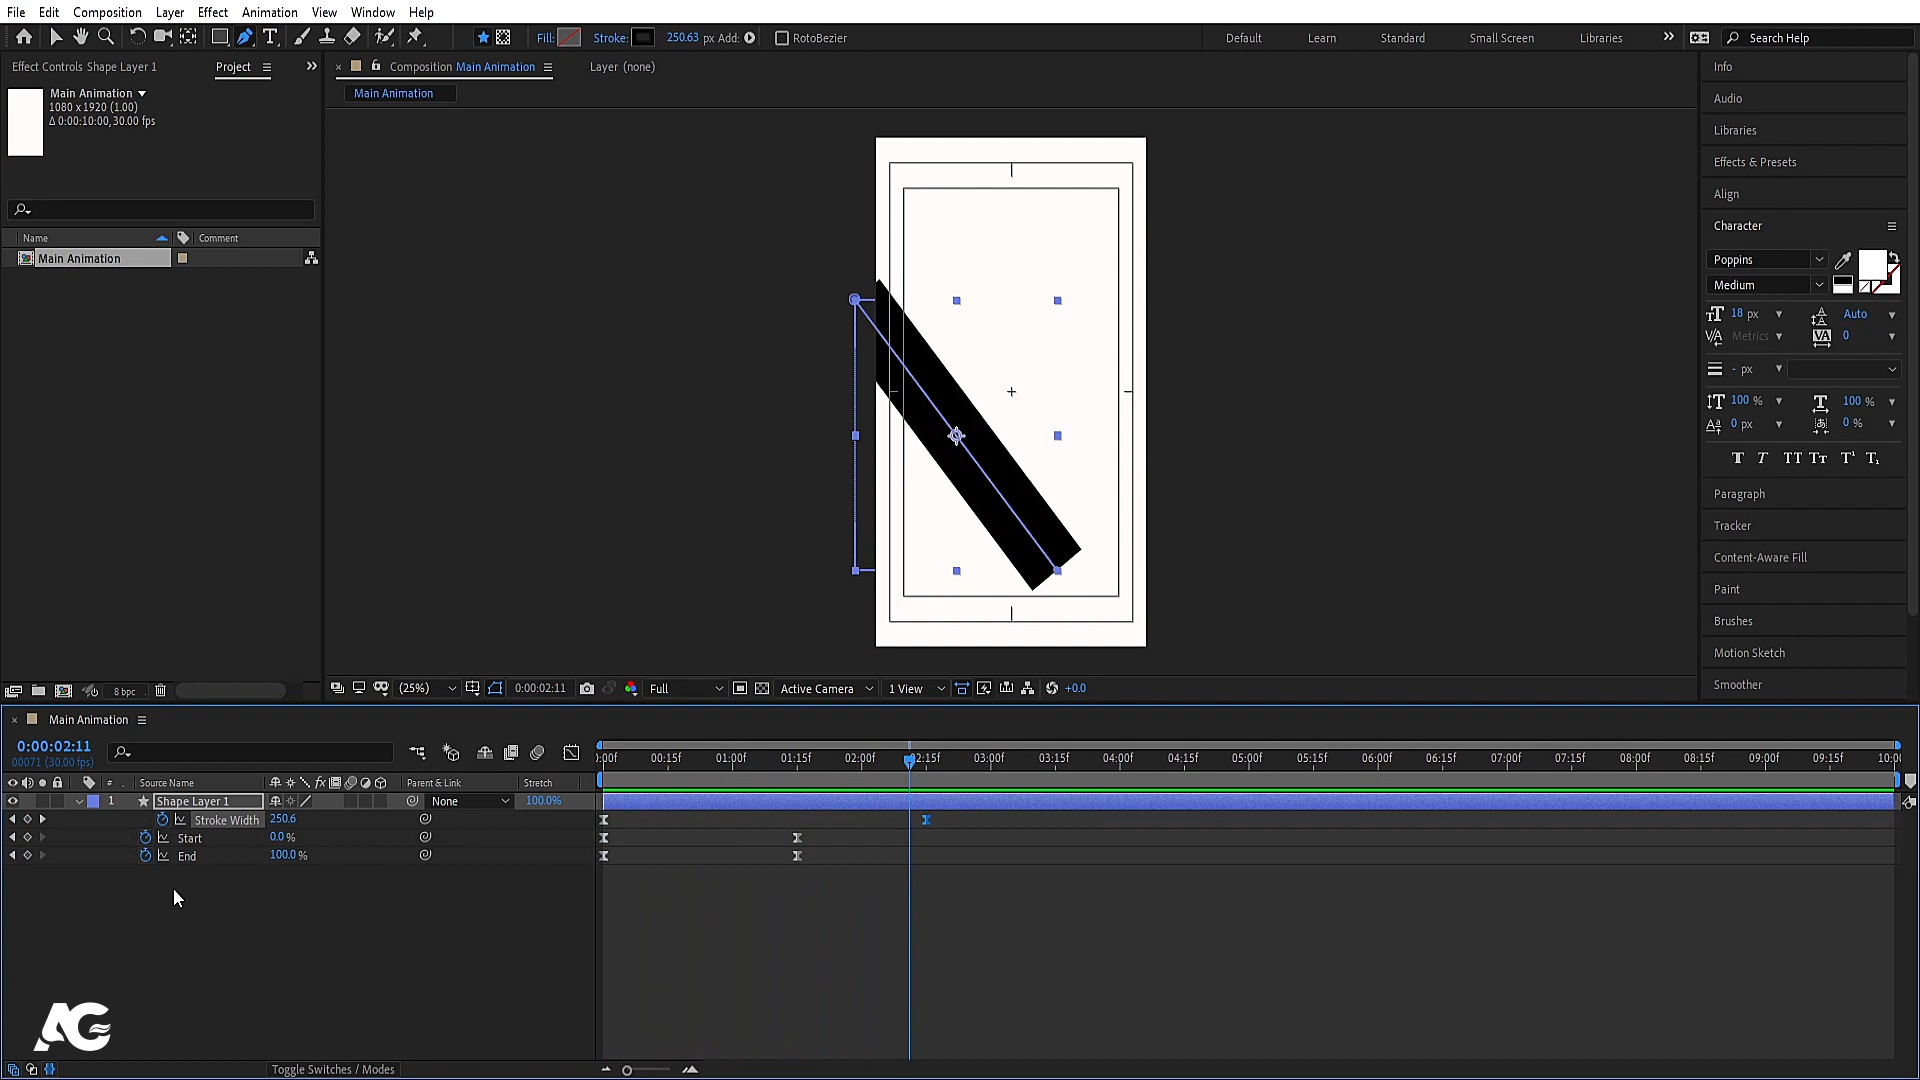 File Edit Composition Layer Effect Animation View Window Help
Fill: Stroke: 250.63 px Add: RotoBezier Default Learn Standard Small Screen Libraries >> Search Help
Effect Controls Shape Layer 1 Project >> × Composition Main Animation Layer (none)
Main Animation
Main Animation
1080 x 1920 (1.00)
Δ 0:00:10:00, 30.00 fps
Name Comment
Main Animation
8 bpc
(25%) 0:00:02:11 Full Active Camera 1 View +0.0
Info
Audio
Libraries
Effects & Presets
Align
Character
Poppins
Medium
18 px Auto
Metrics 0
- px
100 % 100 %
0 px 0 %
T T TT Tт T¹ T₁
Paragraph
Tracker
Content-Aware Fill
Paint
Brushes
Motion Sketch
Smoother
× Main Animation
0:00:02:11
00071 (30.00 fps)
:00f 00:15f 01:00f 01:15f 02:00f 02:15f 03:00f 03:15f 04:00f 04:15f 05:00f 05:15f 06:00f 06:15f 07:00f 07:15f 08:00f 08:15f 09:00f 09:15f 10:00
# Source Name fx Parent & Link Stretch
1 Shape Layer 1 None 100.0%
Stroke Width 250.6
Start 0.0 %
End 100.0 %
AG
Toggle Switches / Modes